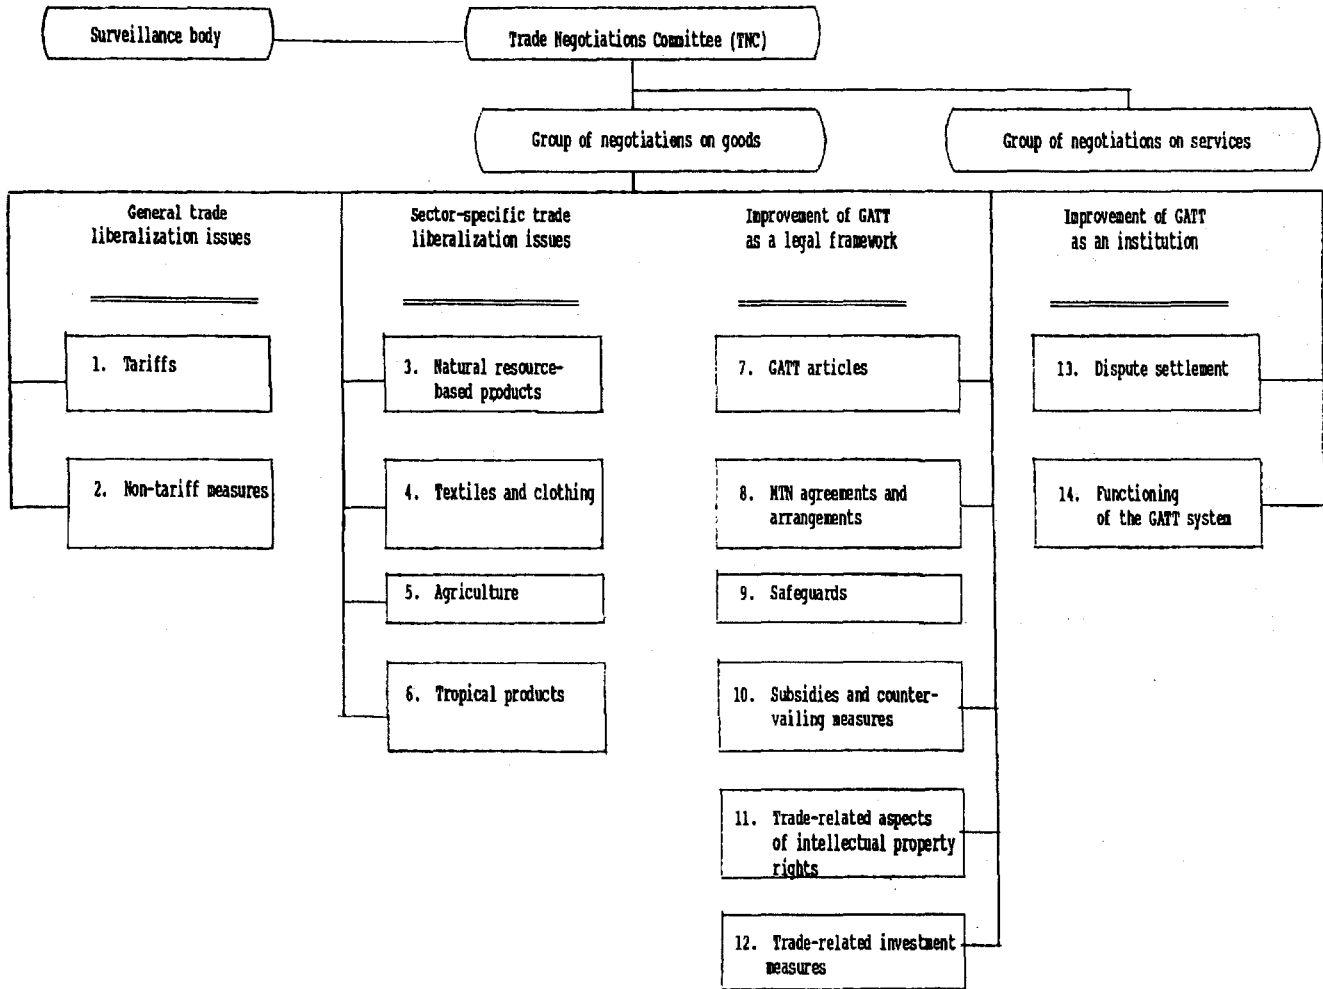 Surveillance body
Trade Negotiations Committee (TNC)
Group of negotiations on goods
Group of negotiations on services
General trade
liberalization issues
Sector-specific trade
liberalization issues
Improvement of GATT
as a legal framework
Improvement of GATT
as an institution
1. Tariffs
2. Non-tariff measures
3. Natural resource-
based products
4. Textiles and clothing
5. Agriculture
6. Tropical products
7. GATT articles
8. MTN agreements and
arrangements
9. Safeguards
10. Subsidies and counter-
vailing measures
11. Trade-related aspects
of intellectual property
rights
12. Trade-related investment
measures
13. Dispute settlement
14. Functioning
of the GATT system